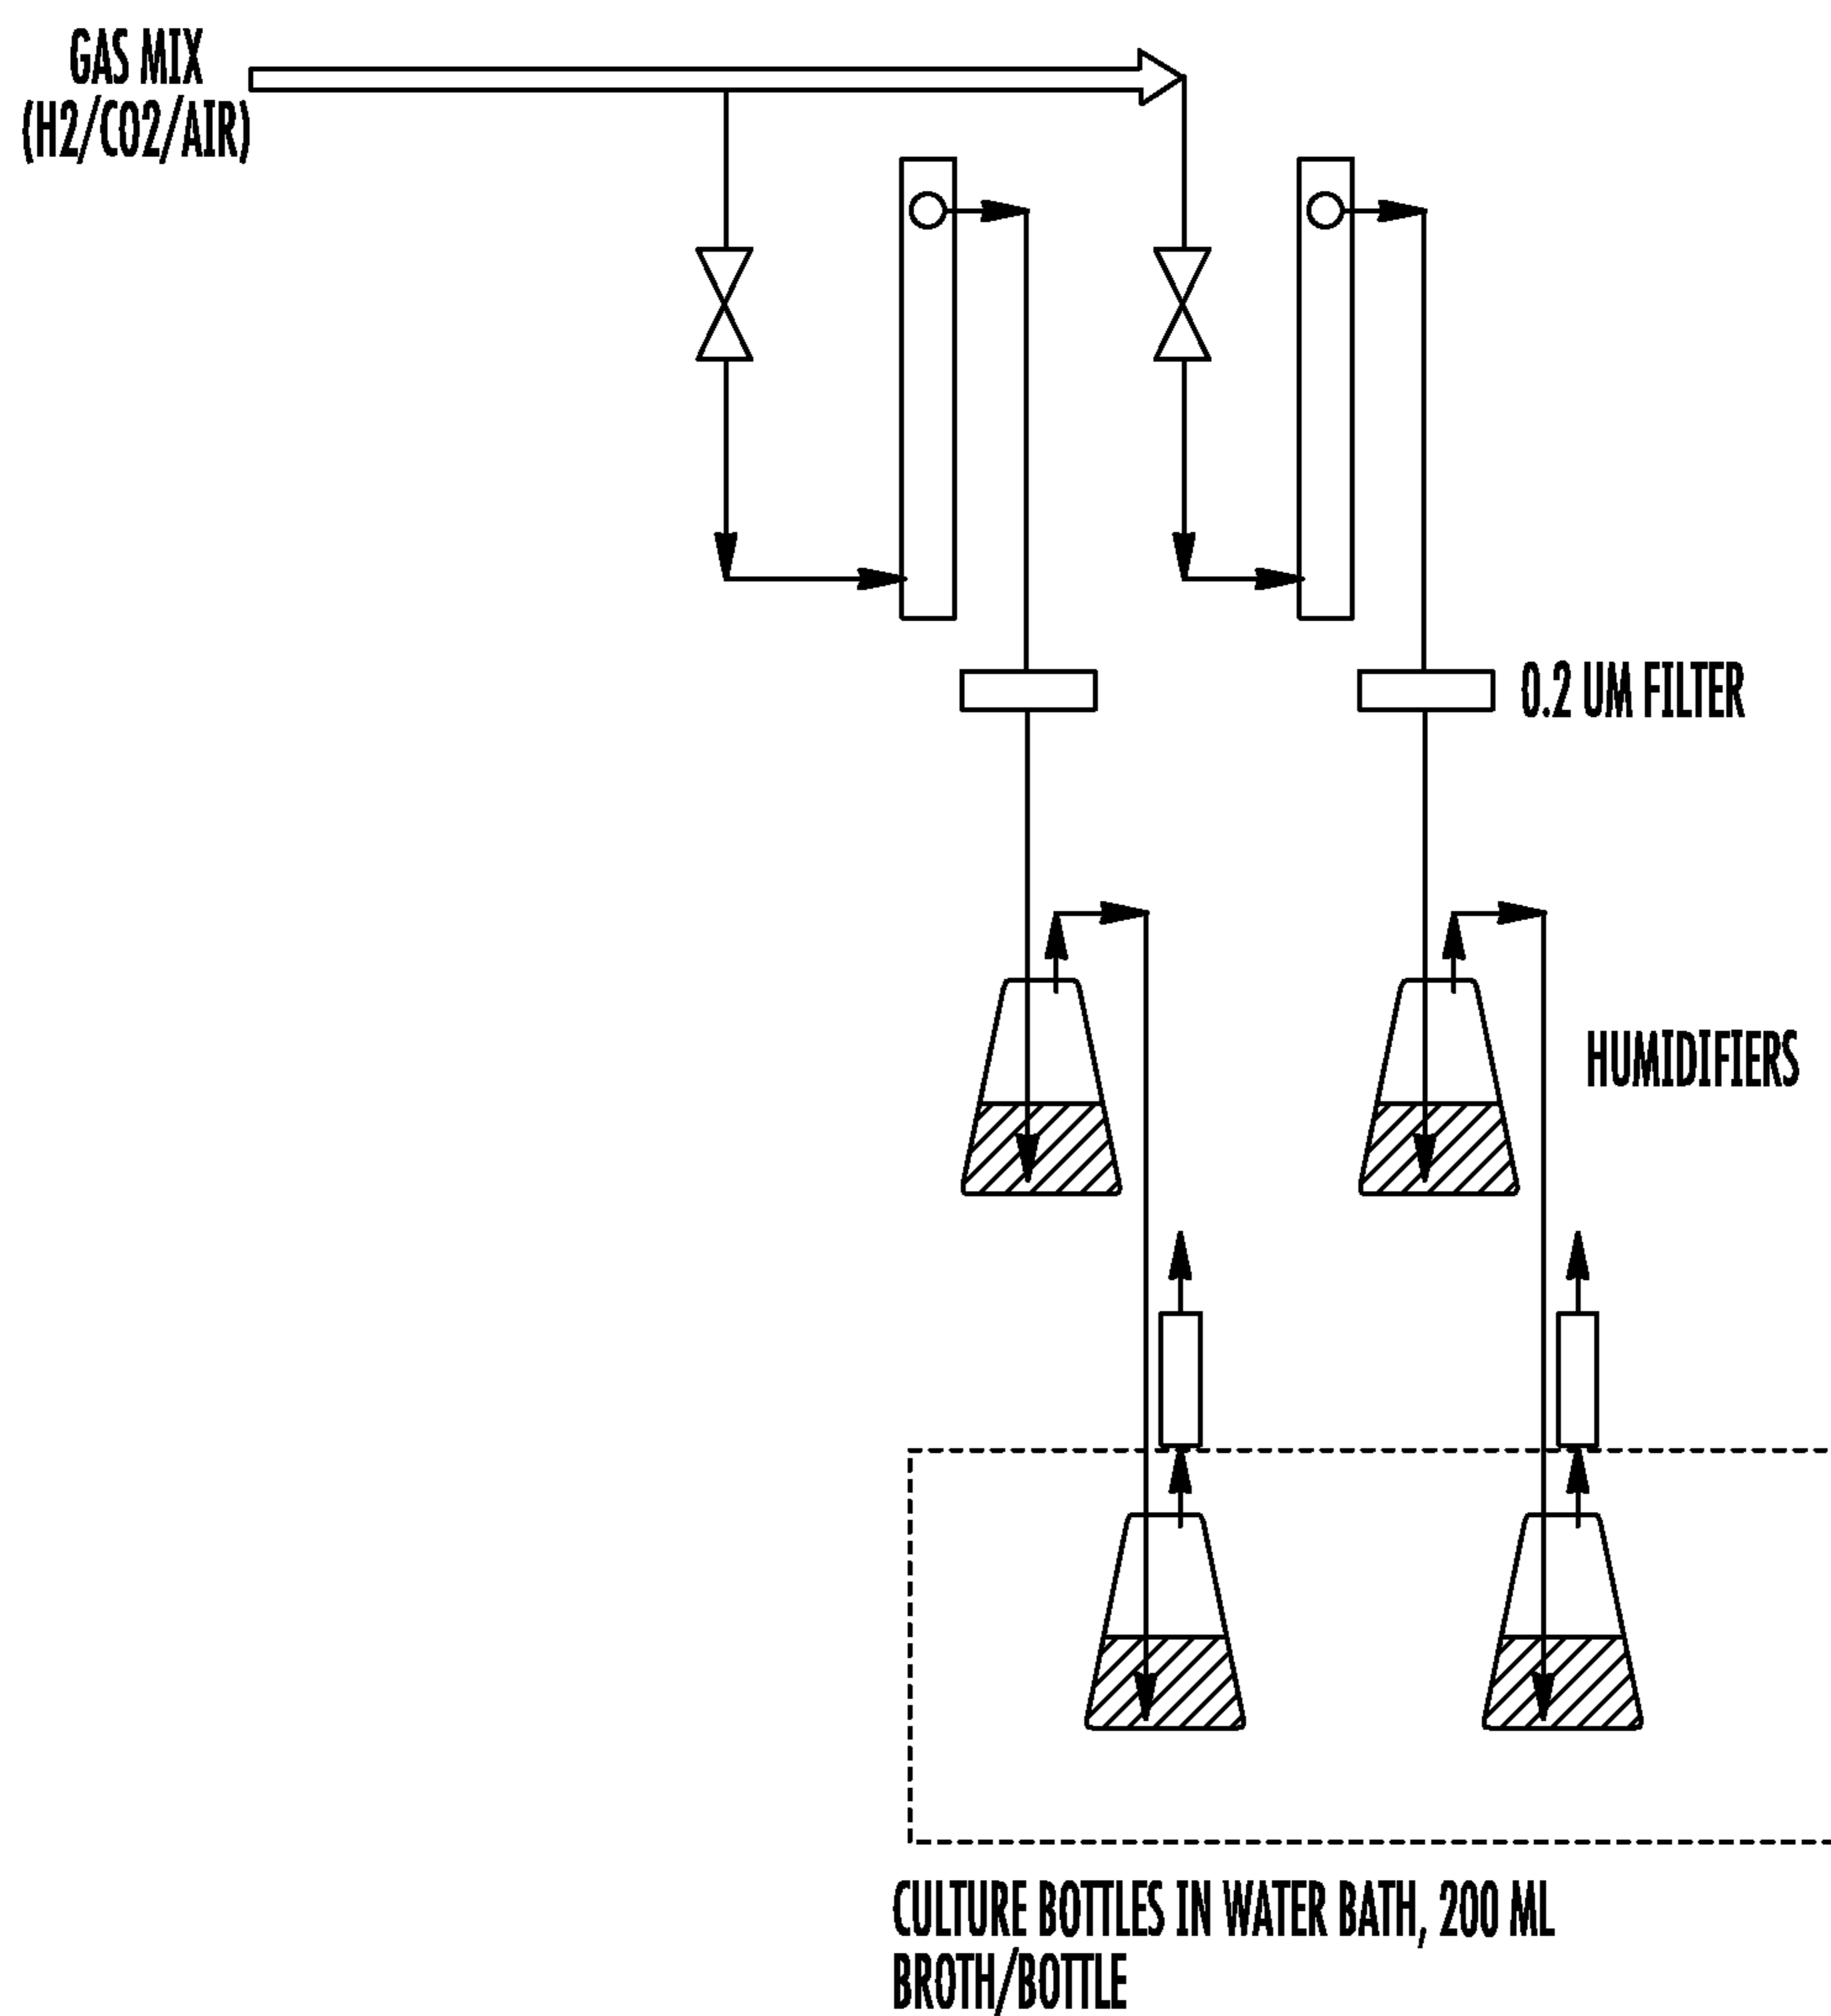 GAS MIX
(H2/CO2/AIR)
0.2 UM FILTER
HUMIDIFIERS
CULTURE BOTTLES IN WATER BATH, 200 ML
BROTH/BOTTLE